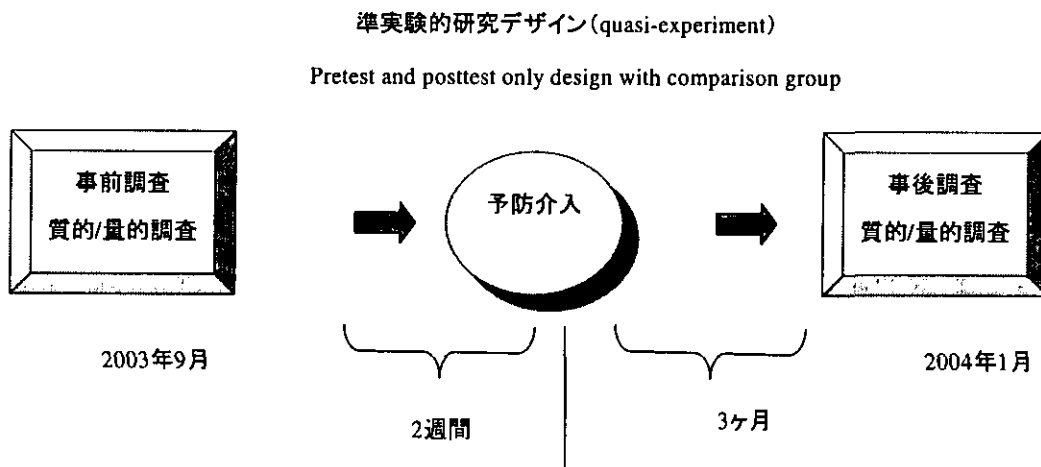 準実験的研究デザイン(quasi-experiment)
Pretest and posttest only design with comparison group
事前調査
質的/量的調査
予防介入
事後調査
質的/量的調査
2003年9月
2004年1月
2週間
3ヶ月